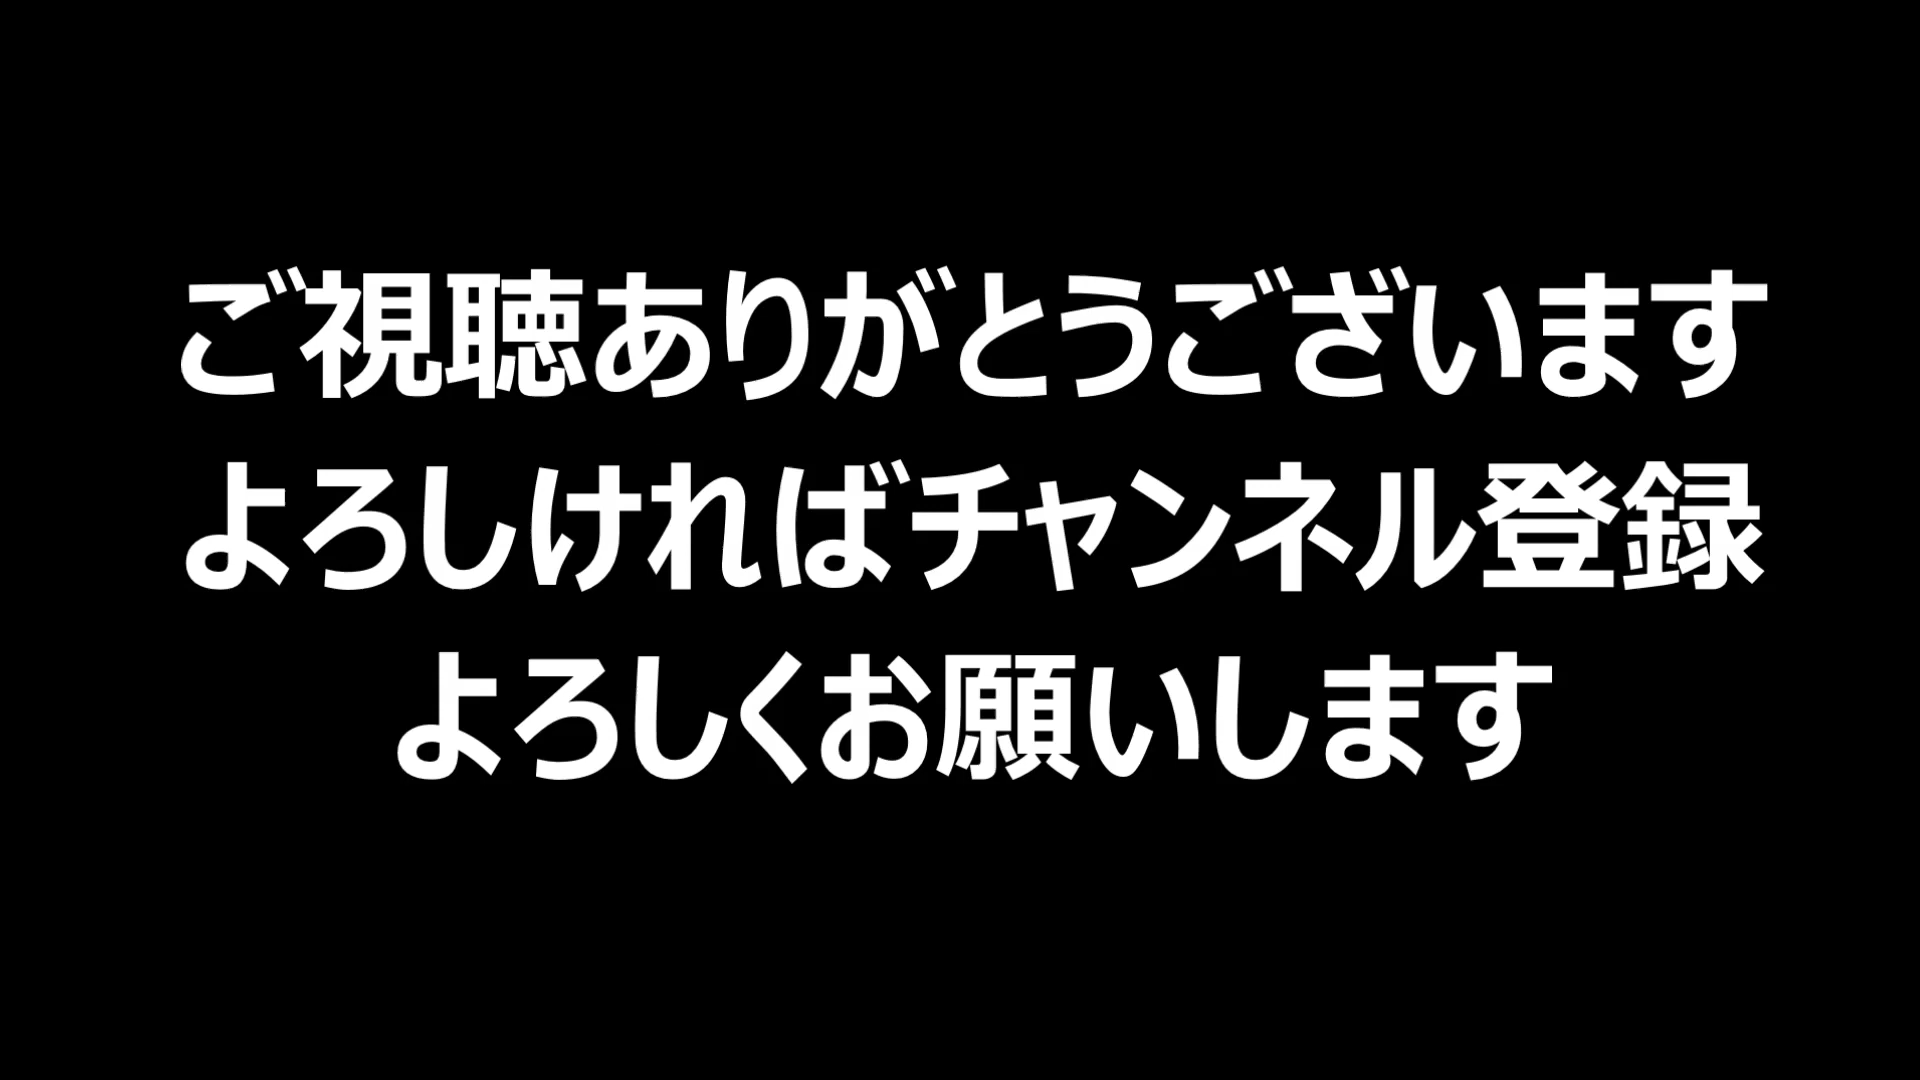 ご視聴ありがとうございます
よろしければチャンネル登録
よろしくお願いします